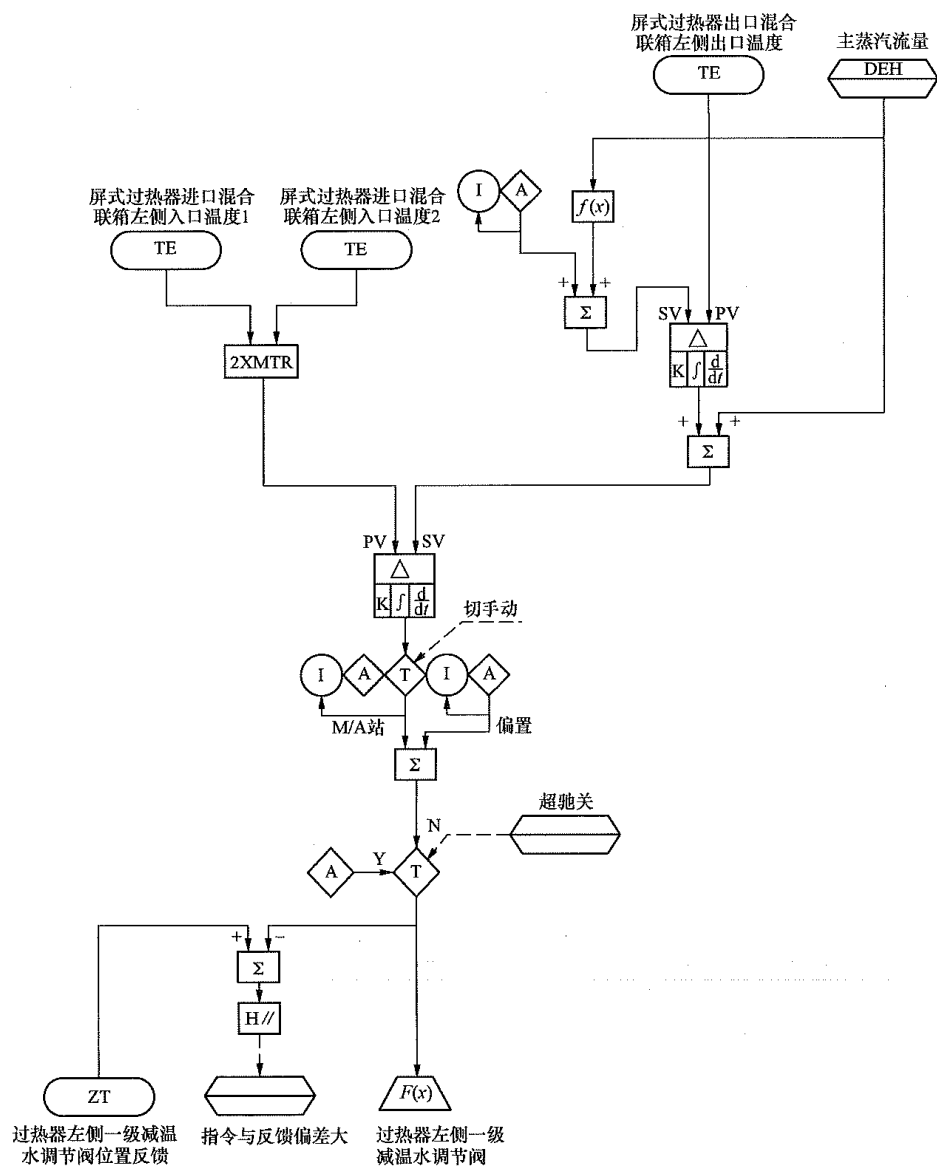 屏式过热器出口混合
联箱左侧出口温度
TE
主蒸汽流量
DEH
I
A
f(x)
+
+
Σ
屏式过热器进口混合
联箱左侧入口温度1
TE
屏式过热器进口混合
联箱左侧入口温度2
TE
2XMTR
SV
PV
△
K ∫ d/dt
+
+
Σ
PV
SV
△
K ∫ d/dt
切手动
I
A
T
I
A
M/A站
偏置
Σ
超驰关
N
A
Y
T
+
-
Σ
H//
ZT
F(x)
过热器左侧一级减温
水调节阀位置反馈
指令与反馈偏差大
过热器左侧一级
减温水调节阀